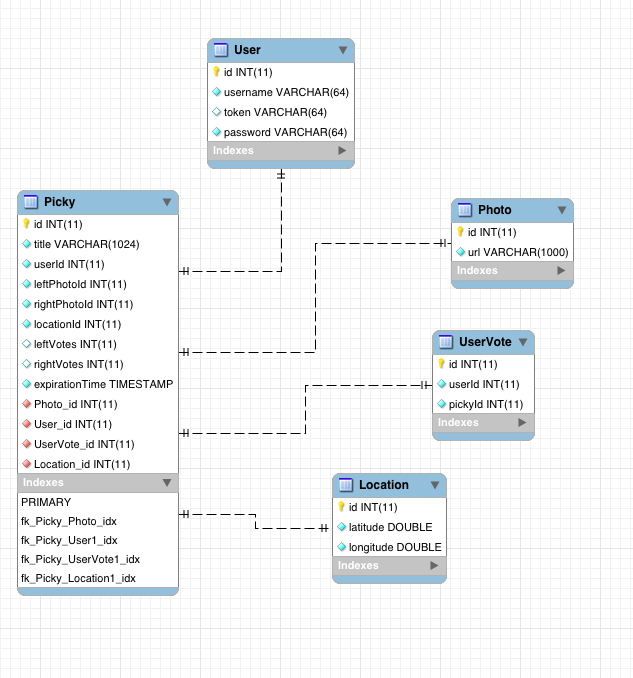 User
id INT(11)
username VARCHAR(64)
token VARCHAR(64)
password VARCHAR(64)
Indexes
Picky
id INT(11)
title VARCHAR(1024)
userId INT(11)
leftPhotoId INT(11)
rightPhotoId INT(11)
locationId INT(11)
leftVotes INT(11)
rightVotes INT(11)
expirationTime TIMESTAMP
Photo_id INT(11)
User_id INT(11)
UserVote_id INT(11)
Location_id INT(11)
Indexes
PRIMARY
fk_Picky_Photo_idx
fk_Picky_User1_idx
fk_Picky_UserVote1_idx
fk_Picky_Location1_idx
Photo
id INT(11)
url VARCHAR(1000)
Indexes
UserVote
id INT(11)
userId INT(11)
pickyId INT(11)
Indexes
Location
id INT(11)
latitude DOUBLE
longitude DOUBLE
Indexes